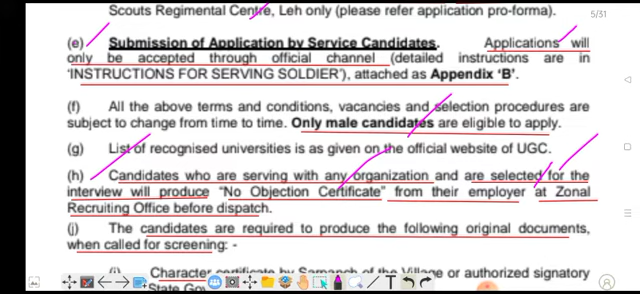 Scouts Regimental Centre, Leh only (please refer application pro-forma).
5/31
(e) Submission of Application by Service Candidates. Applications will
only be accepted through official channel (detailed instructions are in
'INSTRUCTIONS FOR SERVING SOLDIER'), attached as Appendix 'B'.
(f) All the above terms and conditions, vacancies and selection procedures are
subject to change from time to time. Only male candidates are eligible to apply.
(g) List of recognised universities is as given on the official website of UGC.
(h) Candidates who are serving with any organization and are selected for the
interview will produce "No Objection Certificate" from their employer at Zonal
Recruiting Office before dispatch.
(j) The candidates are required to produce the following original documents,
when called for screening: -
(i) Character certificate by Sarpanch of the Village or authorized signatory
State Gov